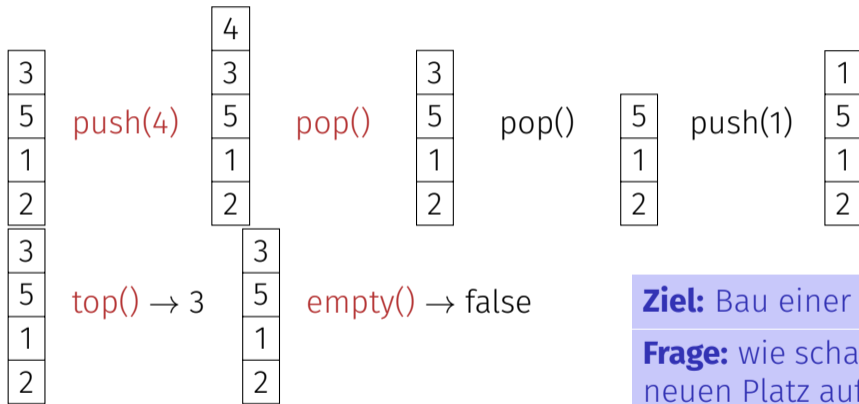 4
3 3 1
5 push(4) 3 pop() 5 pop() 5 push(1) 5
1 5 1 1 1
2 1 2 2 2
2
3 3
5 top() → 3 5 empty() → false
1 1
2 2
Ziel: Bau einer
Frage: wie
neuen Platz